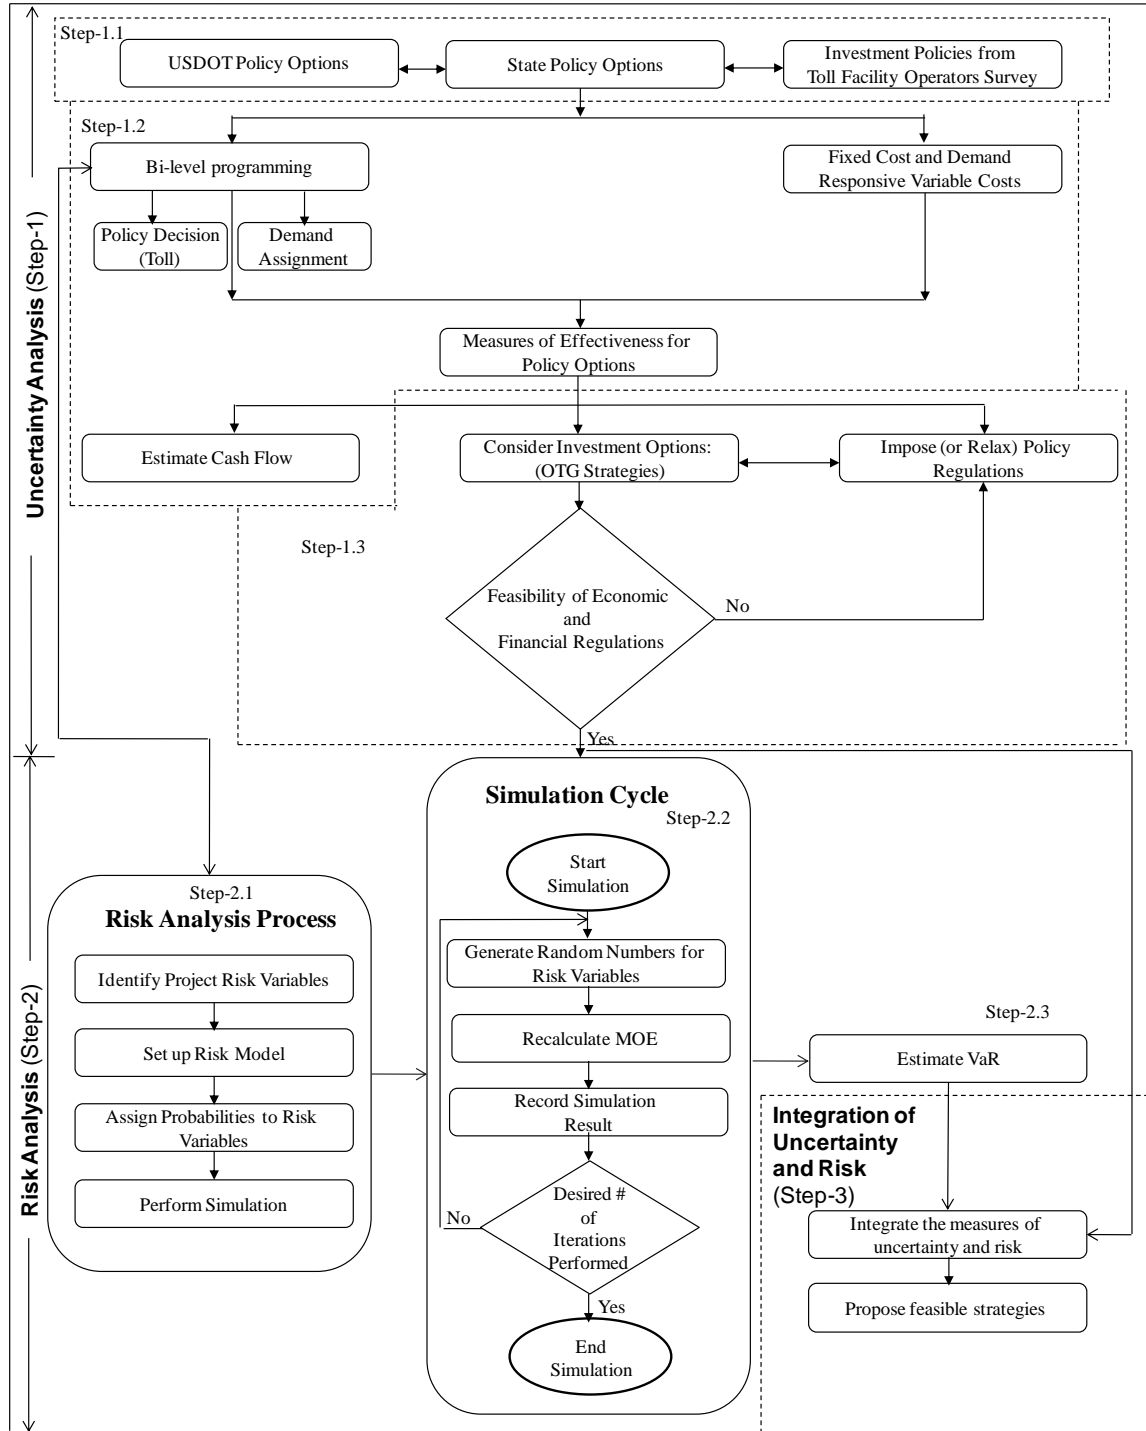 Step-1.1
USDOT Policy Options
State Policy Options
Investment Policies from
Toll Facility Operators Survey
Step-1.2
Bi-level programming
Fixed Cost and Demand
Responsive Variable Costs
Policy Decision
(Toll)
Demand
Assignment
Uncertainty Analysis (Step-1)
Measures of Effectiveness for
Policy Options
Estimate Cash Flow
Consider Investment Options:
(OTG Strategies)
Impose (or Relax) Policy
Regulations
Step-1.3
Feasibility of Economic
and
Financial Regulations
No
Yes
Simulation Cycle
Step-2.2
Start
Simulation
Step-2.1
Risk Analysis Process
Generate Random Numbers for
Risk Variables
Identify Project Risk Variables
Recalculate MOE
Set up Risk Model
Step-2.3
Estimate VaR
Record Simulation
Result
Assign Probabilities to Risk
Variables
Risk Analysis (Step-2)
Perform Simulation
Integration of
Uncertainty
and Risk
(Step-3)
Desired #
of
Iterations
Performed
No
Yes
Integrate the measures of
uncertainty and risk
Propose feasible strategies
End
Simulation